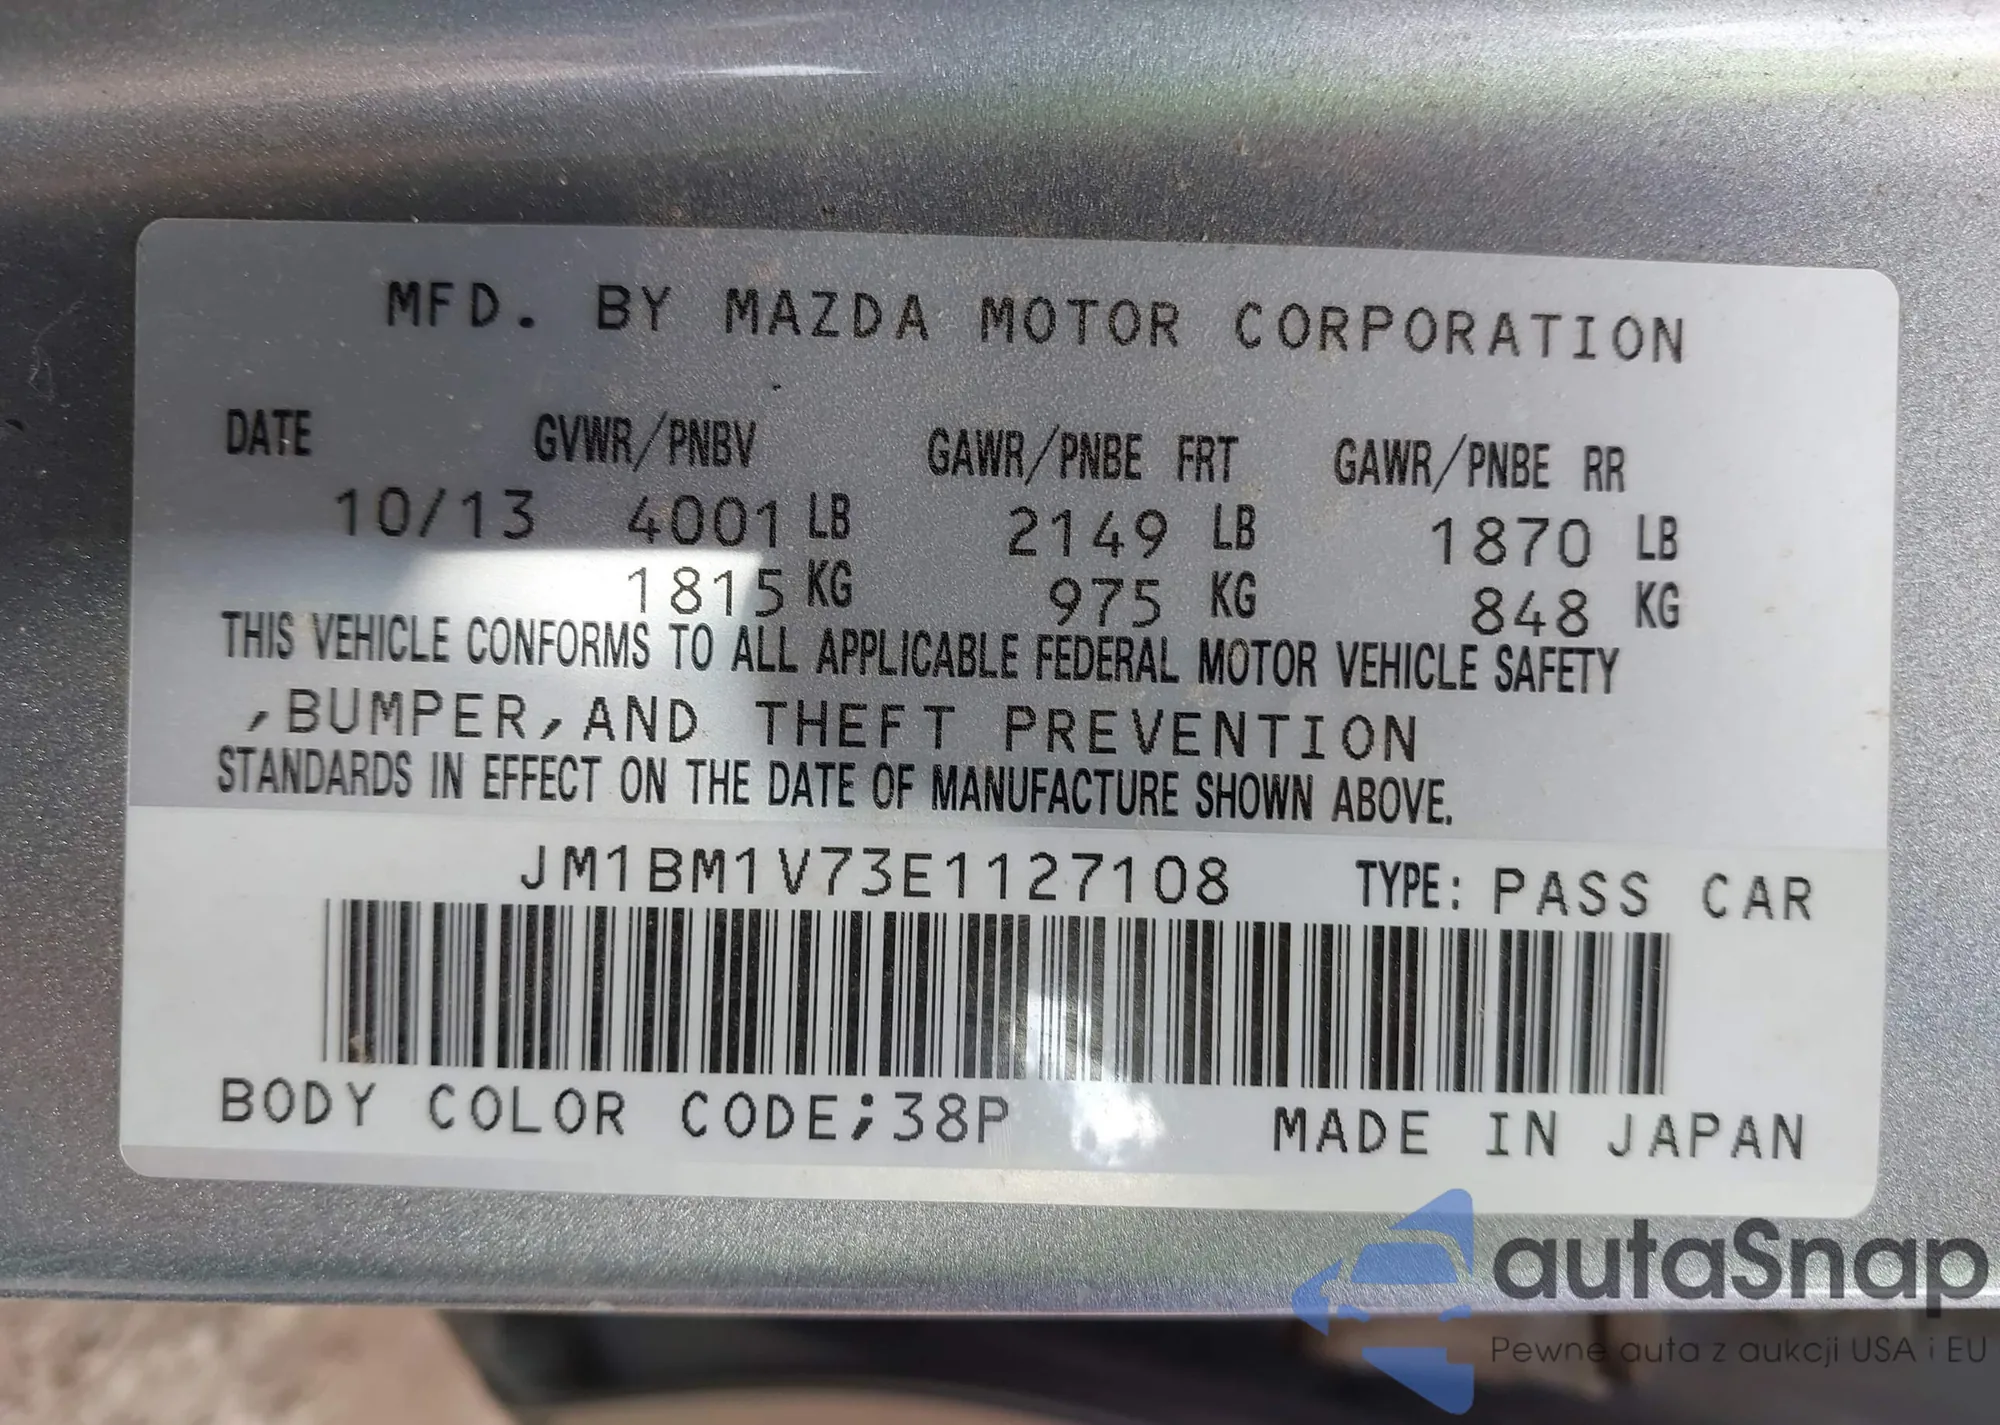 MFD. BY MAZDA MOTOR CORPORATION
DATE GVWR/PNBV GAWR/PNBE FRT GAWR/PNBE RR
10/13 4001 LB 2149 LB 1870 LB
1815 KG 975 KG 848 KG
THIS VEHICLE CONFORMS TO ALL APPLICABLE FEDERAL MOTOR VEHICLE SAFETY
,BUMPER,AND THEFT PREVENTION
STANDARDS IN EFFECT ON THE DATE OF MANUFACTURE SHOWN ABOVE.
JM1BM1V73E1127108 TYPE: PASS CAR
BODY COLOR CODE;38P MADE IN JAPAN
autaSnap
Pewne auta z aukcji USA i EU